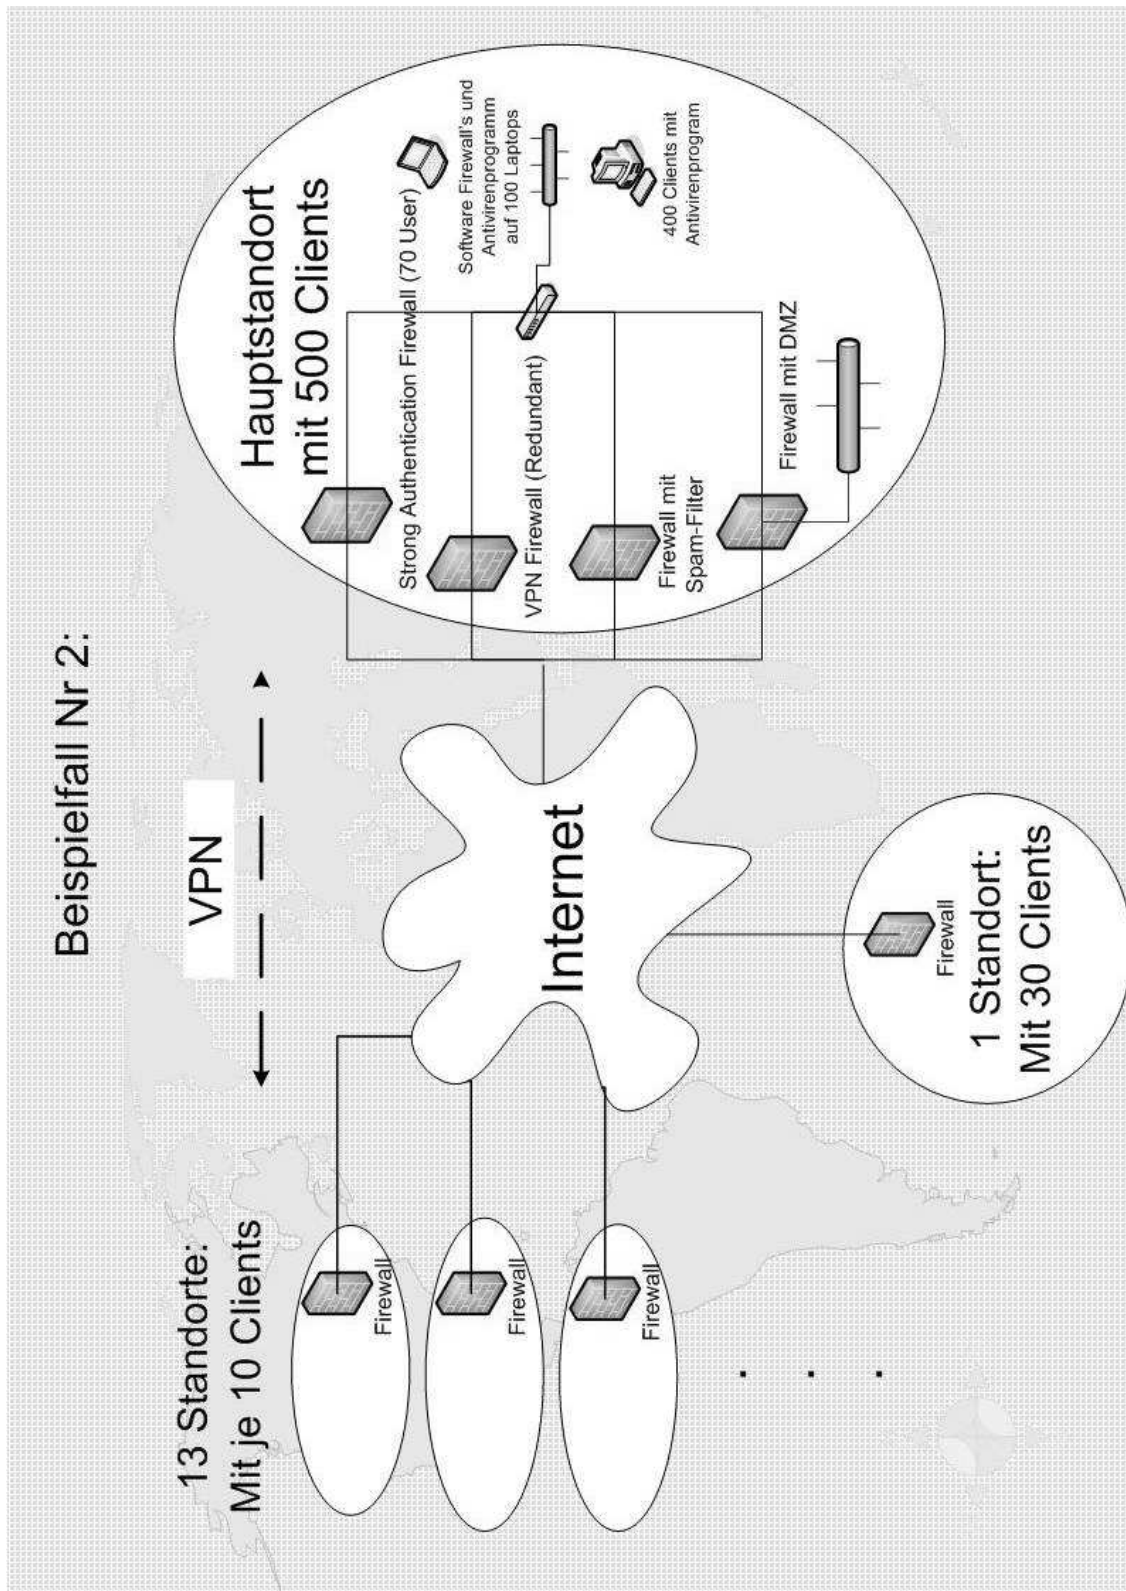 Beispielfall Nr 2:
VPN
13 Standorte:
Mit je 10 Clients
Firewall
Firewall
Firewall
.
.
.
Internet
1 Standort:
Mit 30 Clients
Firewall
Hauptstandort
mit 500 Clients
Strong Authentication Firewall (70 User)
VPN Firewall (Redundant)
Firewall mit
Spam-Filter
Firewall mit DMZ
Software Firewall's und
Antivirenprogramm
auf 100 Laptops
400 Clients mit
Antivirenprogram